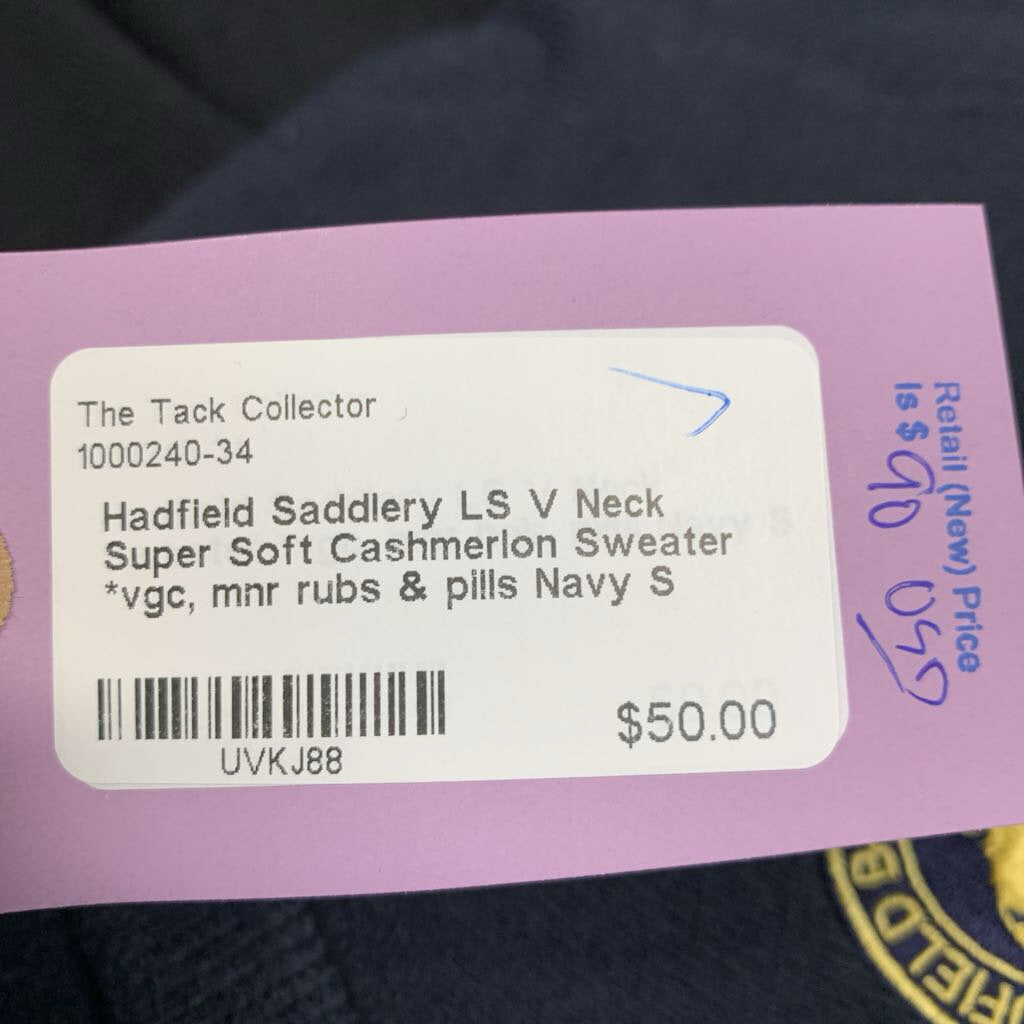 The Tack Collector
1000240-34
Hadfield Saddlery LS V Neck
Super Soft Cashmerlon Sweater
*vgc, mnr rubs & pills Navy S
UVKJ88
$50.00
Retail (New) Price
Is $ 90